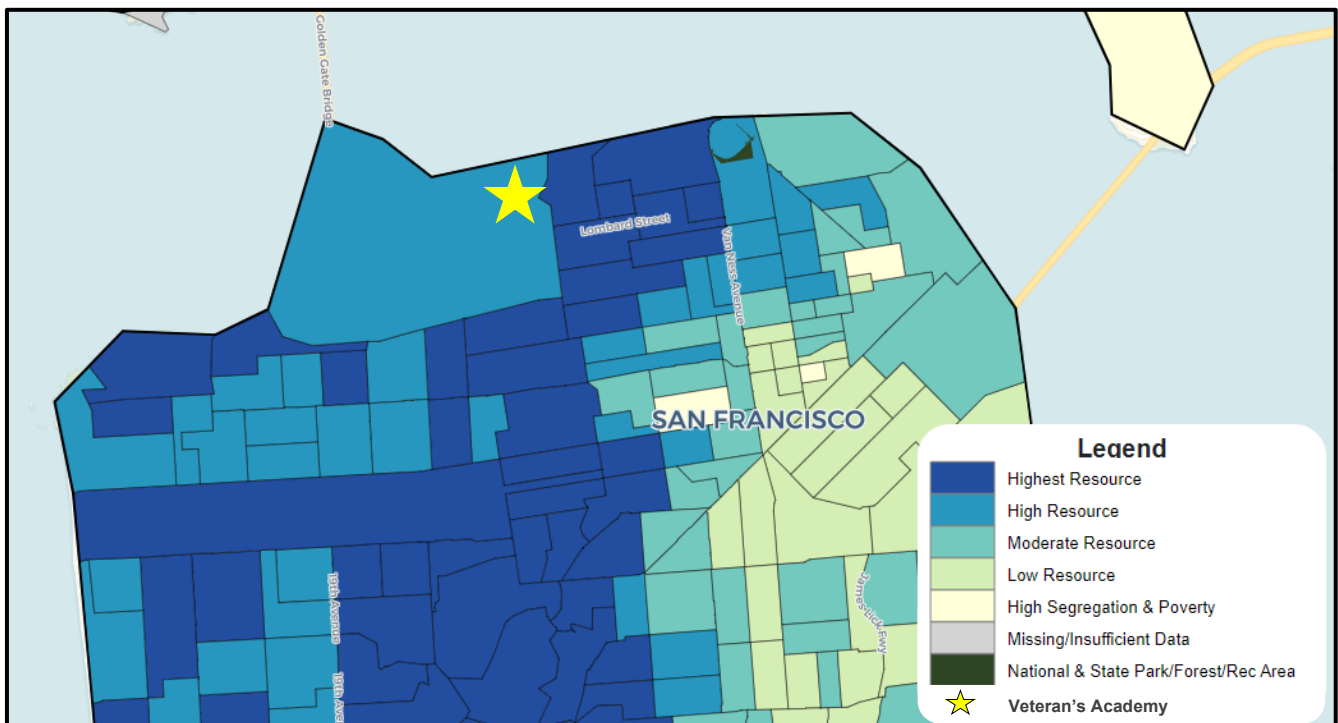 Golden Gate Bridge
Lombard Street
Van Ness Avenue
SAN FRANCISCO
19th Avenue
James Lick Fwy
19th Aven
Legend
Highest Resource
High Resource
Moderate Resource
Low Resource
High Segregation & Poverty
Missing/Insufficient Data
National & State Park/Forest/Rec Area
Veteran's Academy